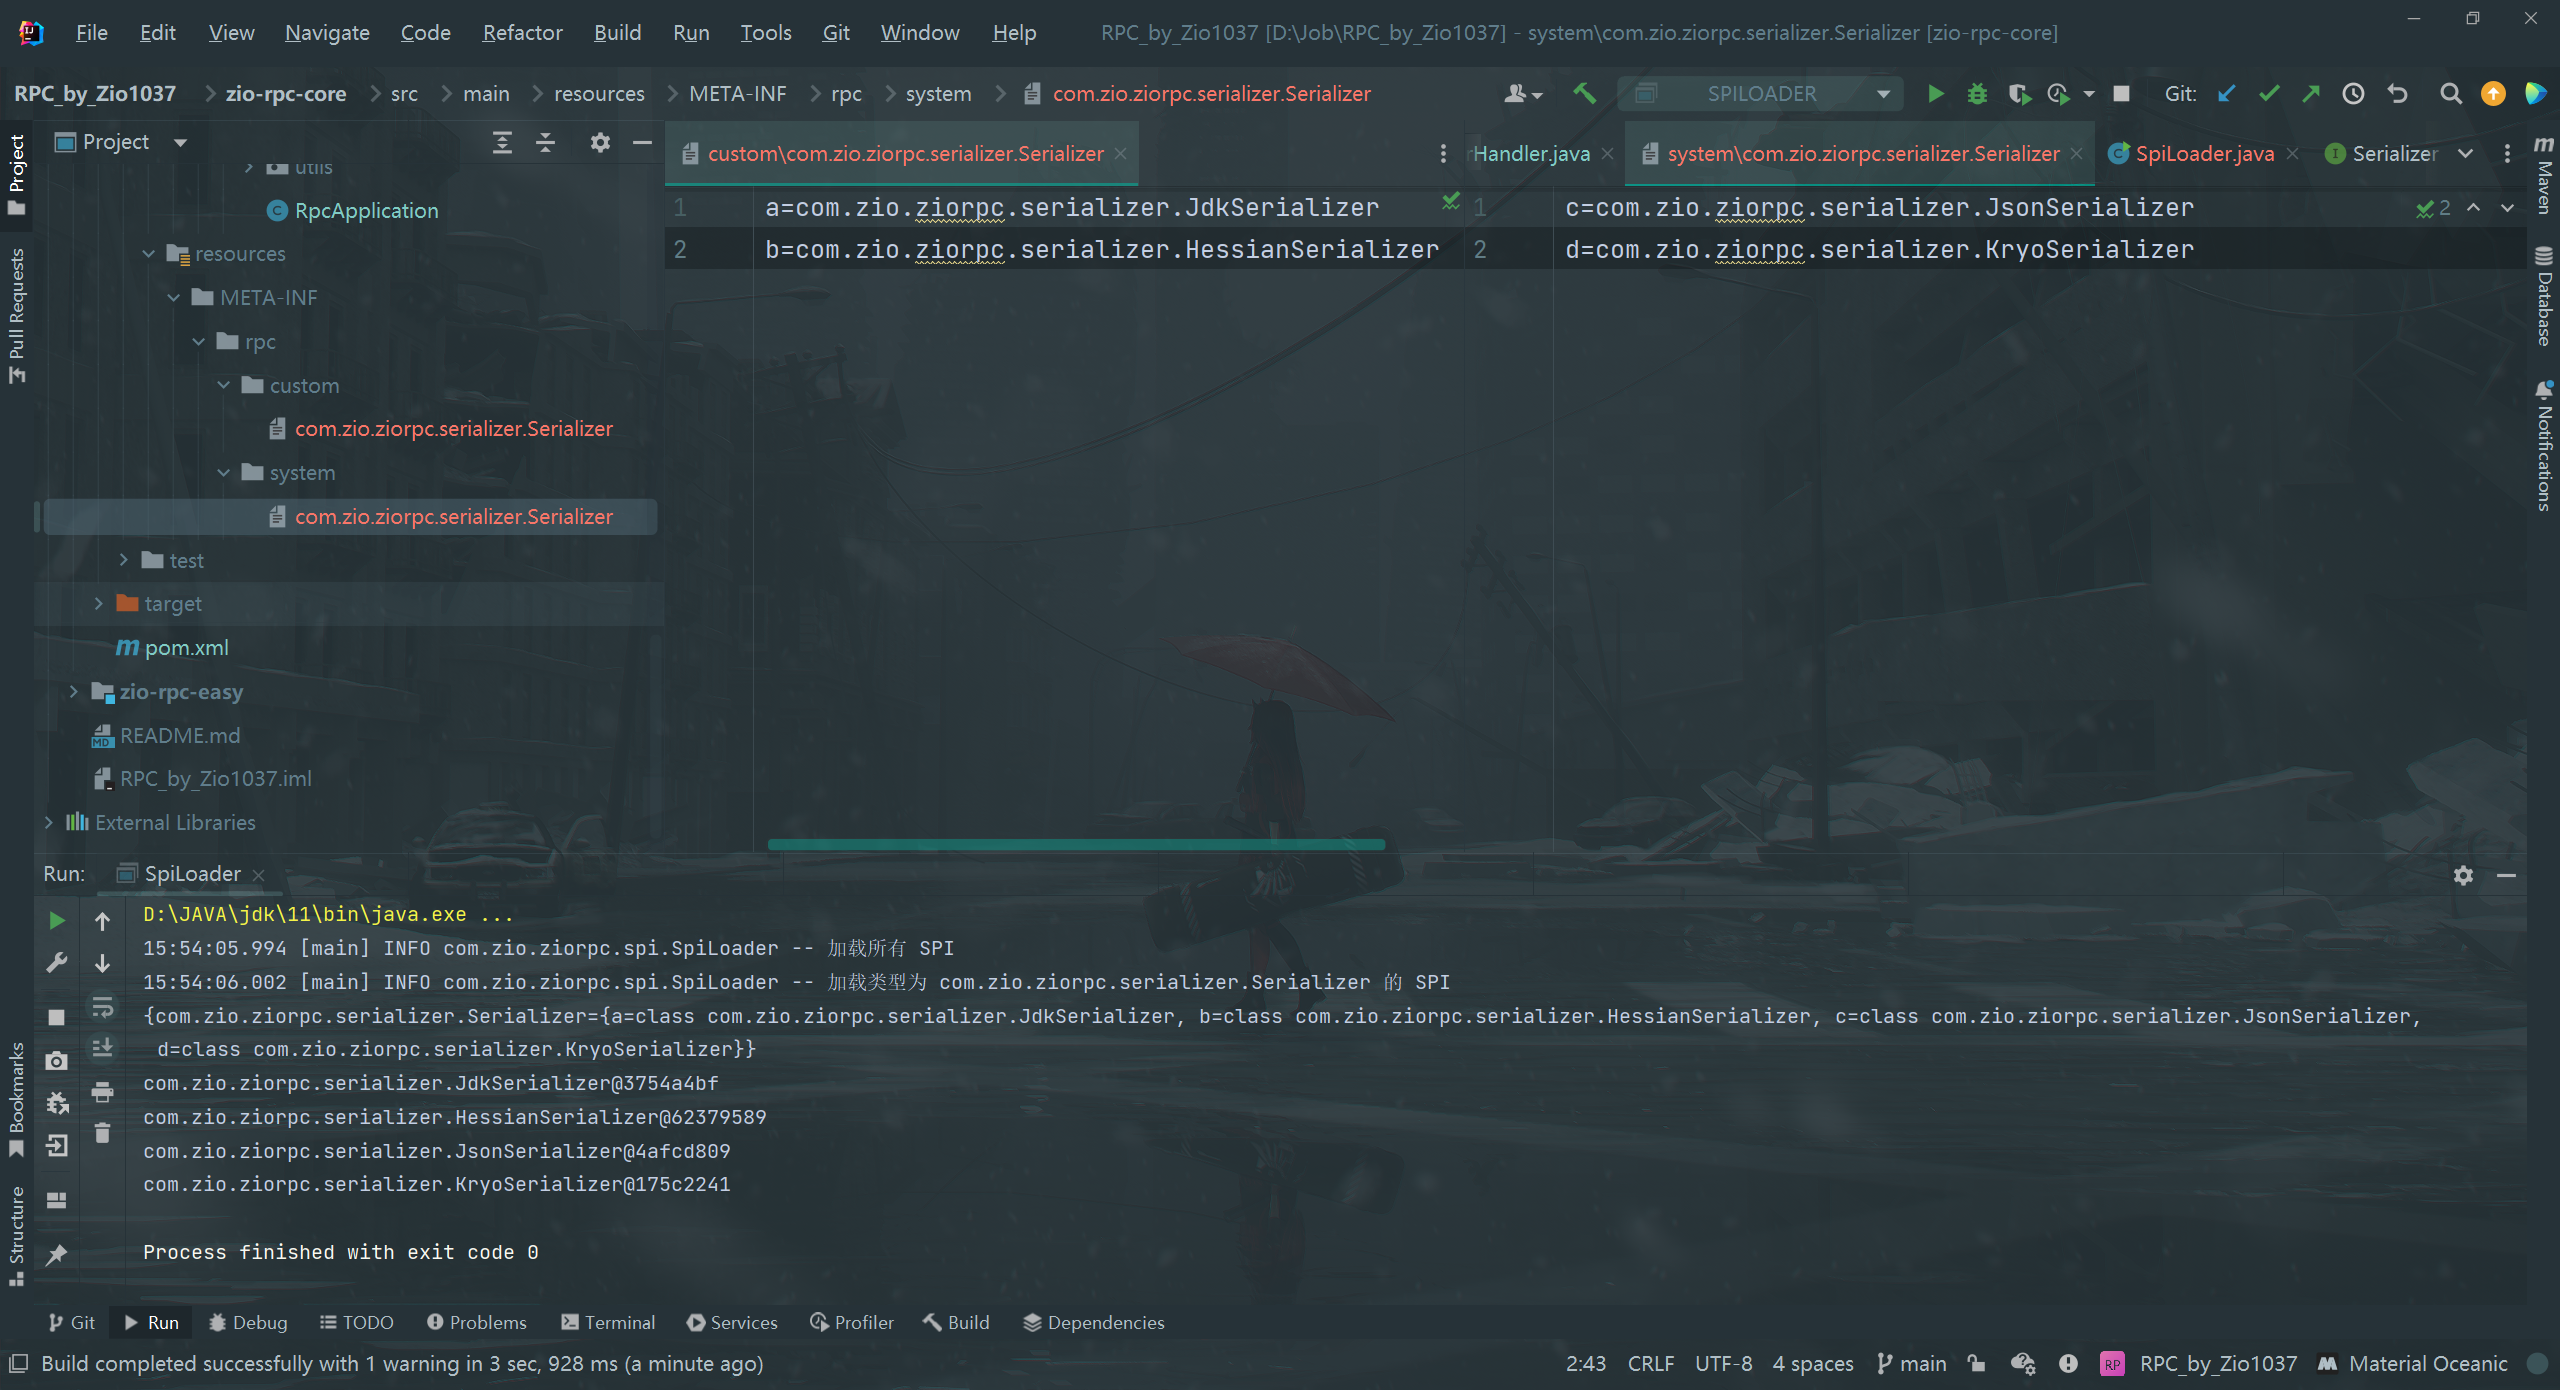 File Edit View Navigate Code Refactor Build Run Tools Git Window Help RPC_by_Zio1037 [D:\Job\RPC_by_Zio1037] - system\com.zio.ziorpc.serializer.Serializer [zio-rpc-core]
RPC_by_Zio1037 zio-rpc-core src main resources META-INF rpc system com.zio.ziorpc.serializer.Serializer SPILOADER Git:
Project
Pull Requests
Bookmarks
Structure
Project
utils
RpcApplication
resources
META-INF
rpc
custom
com.zio.ziorpc.serializer.Serializer
system
com.zio.ziorpc.serializer.Serializer
test
target
pom.xml
zio-rpc-easy
README.md
RPC_by_Zio1037.iml
External Libraries
custom\com.zio.ziorpc.serializer.Serializer
1 a=com.zio.ziorpc.serializer.JdkSerializer
2 b=com.zio.ziorpc.serializer.HessianSerializer
rHandler.java system\com.zio.ziorpc.serializer.Serializer SpiLoader.java Serializer
1 c=com.zio.ziorpc.serializer.JsonSerializer 2
2 d=com.zio.ziorpc.serializer.KryoSerializer
Maven
Database
Notifications
Run: SpiLoader
D:\JAVA\jdk\11\bin\java.exe ...
15:54:05.994 [main] INFO com.zio.ziorpc.spi.SpiLoader -- 加载所有 SPI
15:54:06.002 [main] INFO com.zio.ziorpc.spi.SpiLoader -- 加载类型为 com.zio.ziorpc.serializer.Serializer 的 SPI
{com.zio.ziorpc.serializer.Serializer={a=class com.zio.ziorpc.serializer.JdkSerializer, b=class com.zio.ziorpc.serializer.HessianSerializer, c=class com.zio.ziorpc.serializer.JsonSerializer,
d=class com.zio.ziorpc.serializer.KryoSerializer}}
com.zio.ziorpc.serializer.JdkSerializer@3754a4bf
com.zio.ziorpc.serializer.HessianSerializer@62379589
com.zio.ziorpc.serializer.JsonSerializer@4afcd809
com.zio.ziorpc.serializer.KryoSerializer@175c2241
Process finished with exit code 0
Git Run Debug TODO Problems Terminal Services Profiler Build Dependencies
Build completed successfully with 1 warning in 3 sec, 928 ms (a minute ago) 2:43 CRLF UTF-8 4 spaces main RP RPC_by_Zio1037 Material Oceanic